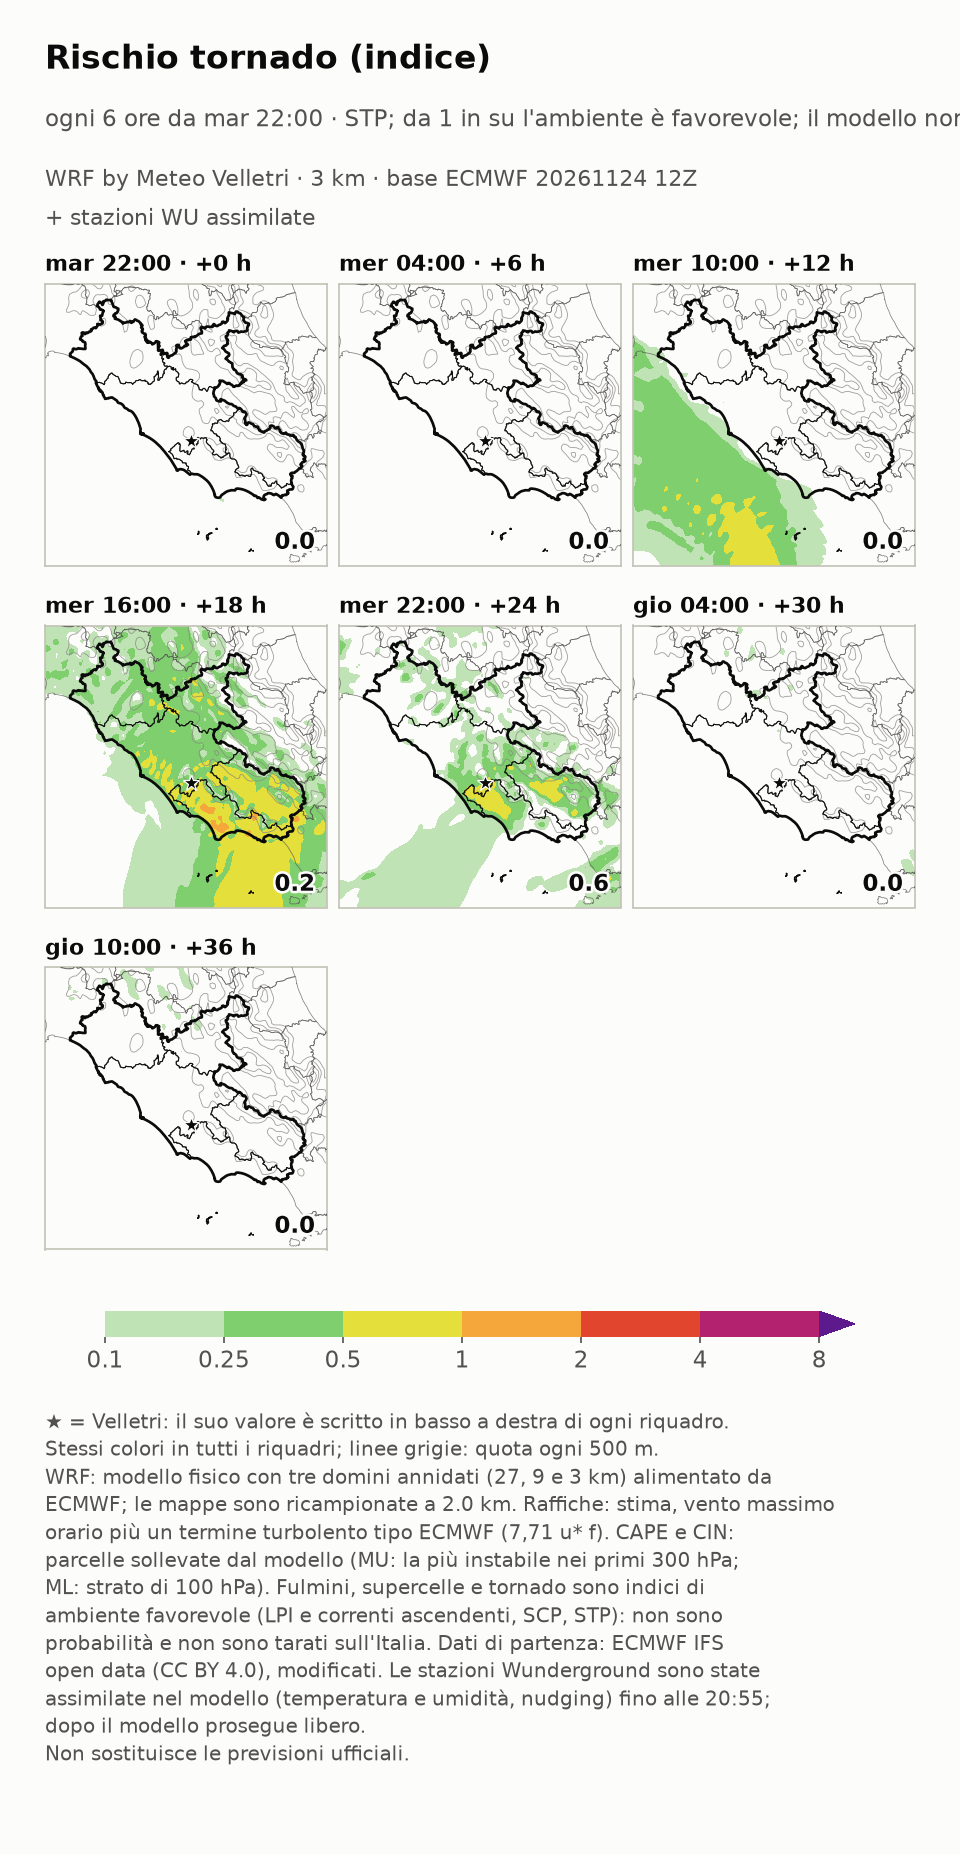 Rischio tornado (indice)
ogni 6 ore da mar 22:00 · STP; da 1 in su l'ambiente è favorevole; il modello non
WRF by Meteo Velletri · 3 km · base ECMWF 20261124 12Z
+ stazioni WU assimilate
mar 22:00 · +0 h
mer 04:00 · +6 h
mer 10:00 · +12 h
0.0
0.0
0.0
mer 16:00 · +18 h
mer 22:00 · +24 h
gio 04:00 · +30 h
0.2
0.6
0.0
gio 10:00 · +36 h
0.0
0.1 0.25 0.5 1 2 4 8
★ = Velletri: il suo valore è scritto in basso a destra di ogni riquadro.
Stessi colori in tutti i riquadri; linee grigie: quota ogni 500 m.
WRF: modello fisico con tre domini annidati (27, 9 e 3 km) alimentato da
ECMWF; le mappe sono ricampionate a 2.0 km. Raffiche: stima, vento massimo
orario più un termine turbolento tipo ECMWF (7,71 u* f). CAPE e CIN:
parcelle sollevate dal modello (MU: la più instabile nei primi 300 hPa;
ML: strato di 100 hPa). Fulmini, supercelle e tornado sono indici di
ambiente favorevole (LPI e correnti ascendenti, SCP, STP): non sono
probabilità e non sono tarati sull'Italia. Dati di partenza: ECMWF IFS
open data (CC BY 4.0), modificati. Le stazioni Wunderground sono state
assimilate nel modello (temperatura e umidità, nudging) fino alle 20:55;
dopo il modello prosegue libero.
Non sostituisce le previsioni ufficiali.